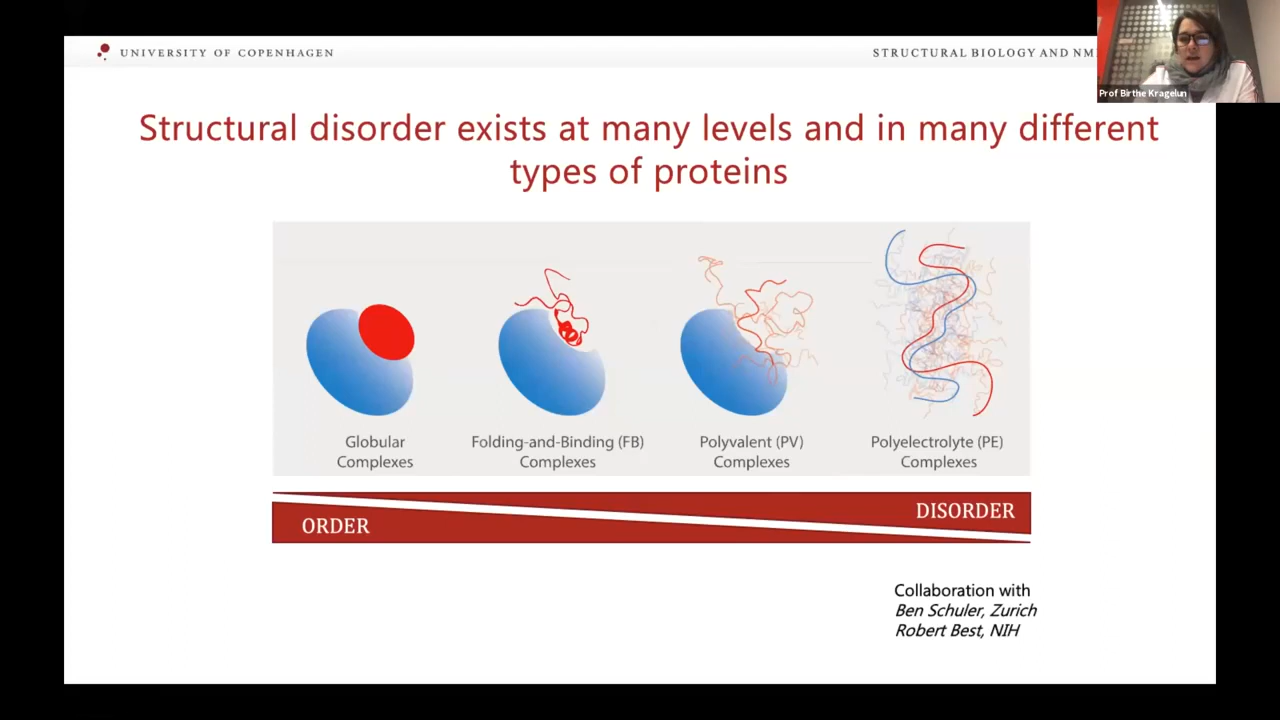 UNIVERSITY OF COPENHAGEN
STRUCTURAL BIOLOGY AND
Prof Birthe Kragelun
Structural disorder exists at many levels and in many different
types of proteins
Globular
Complexes
Folding-and-Binding (FB)
Complexes
Polyvalent (PV)
Complexes
Polyelectrolyte (PE)
Complexes
ORDER
DISORDER
Collaboration with
Ben Schuler, Zurich
Robert Best, NIH